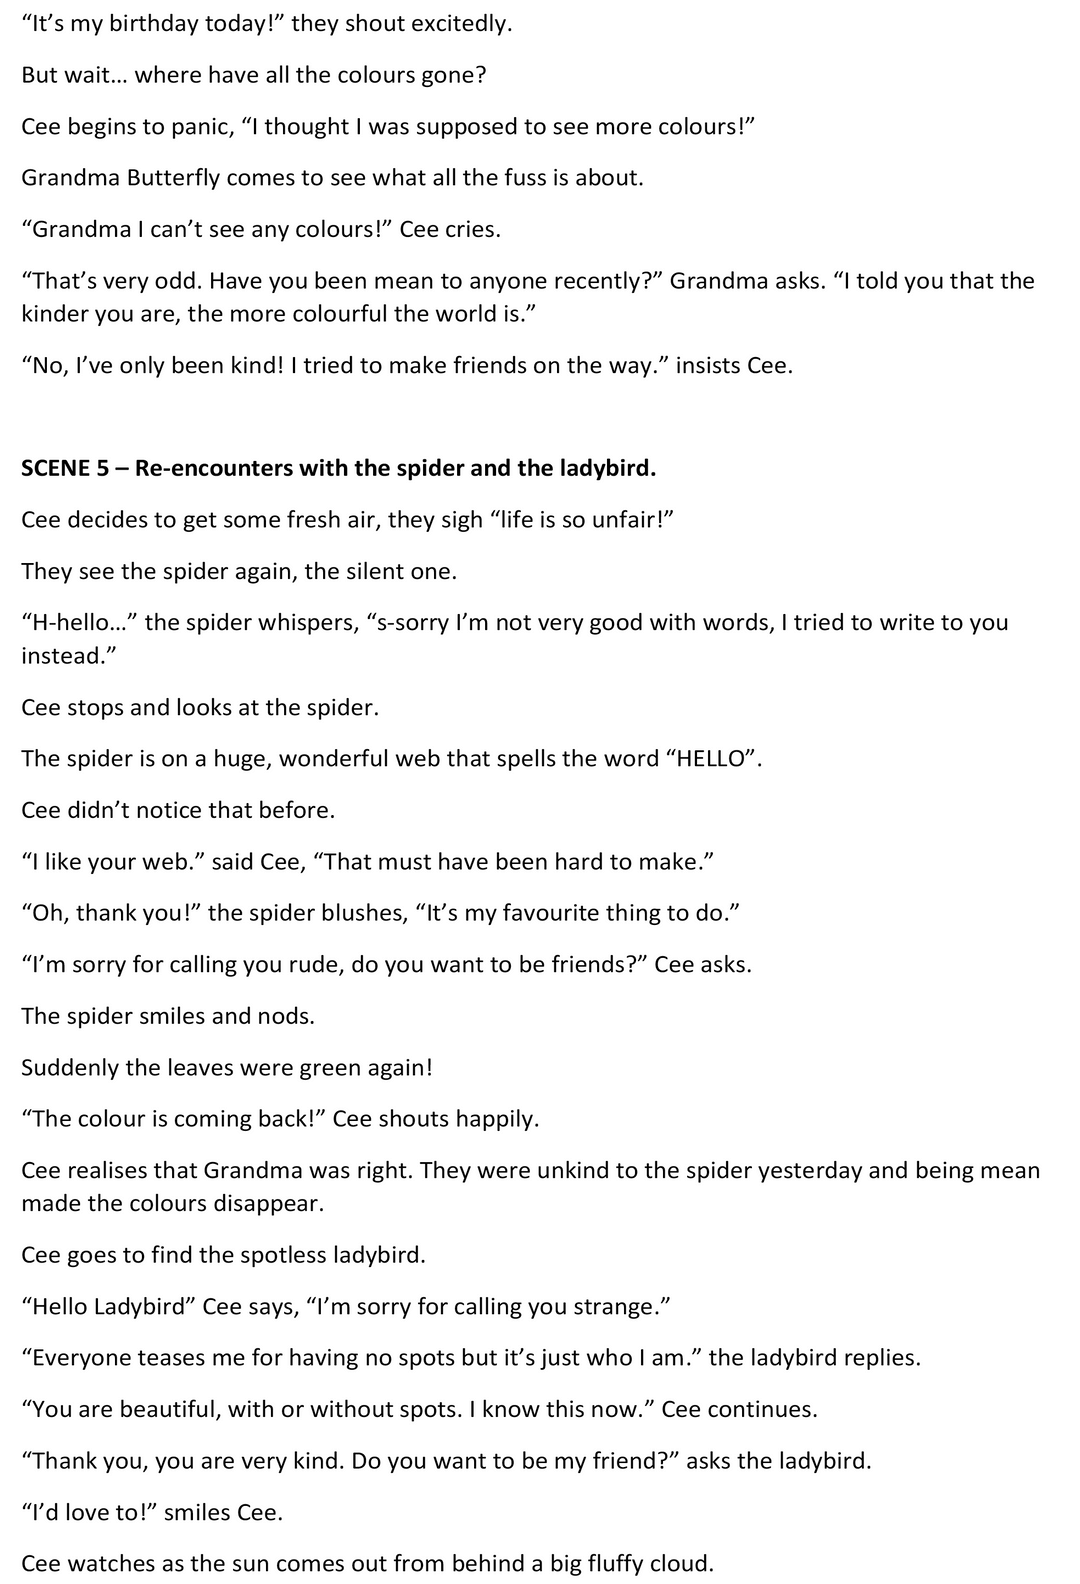 “It’s my birthday today!” they shout excitedly.
But wait… where have all the colours gone?
Cee begins to panic, “I thought I was supposed to see more colours!”
Grandma Butterfly comes to see what all the fuss is about.
“Grandma I can’t see any colours!” Cee cries.
“That’s very odd. Have you been mean to anyone recently?” Grandma asks. “I told you that the
kinder you are, the more colourful the world is.”
“No, I’ve only been kind! I tried to make friends on the way.” insists Cee.
SCENE 5 – Re-encounters with the spider and the ladybird.
Cee decides to get some fresh air, they sigh “life is so unfair!”
They see the spider again, the silent one.
“H-hello…” the spider whispers, “s-sorry I’m not very good with words, I tried to write to you
instead.”
Cee stops and looks at the spider.
The spider is on a huge, wonderful web that spells the word “HELLO”.
Cee didn’t notice that before.
“I like your web.” said Cee, “That must have been hard to make.”
“Oh, thank you!” the spider blushes, “It’s my favourite thing to do.”
“I’m sorry for calling you rude, do you want to be friends?” Cee asks.
The spider smiles and nods.
Suddenly the leaves were green again!
“The colour is coming back!” Cee shouts happily.
Cee realises that Grandma was right. They were unkind to the spider yesterday and being mean
made the colours disappear.
Cee goes to find the spotless ladybird.
“Hello Ladybird” Cee says, “I’m sorry for calling you strange.”
“Everyone teases me for having no spots but it’s just who I am.” the ladybird replies.
“You are beautiful, with or without spots. I know this now.” Cee continues.
“Thank you, you are very kind. Do you want to be my friend?” asks the ladybird.
“I’d love to!” smiles Cee.
Cee watches as the sun comes out from behind a big fluffy cloud.